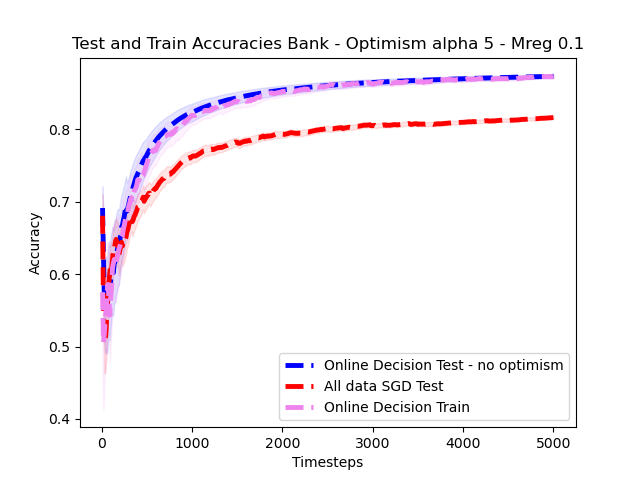 Test and Train Accuracies Bank - Optimism alpha 5 - Mreg 0.1
Accuracy
0.8
0.7
0.6
0.5
0.4
Online Decision Test - no optimism
All data SGD Test
Online Decision Train
0 1000 2000 3000 4000 5000
Timesteps